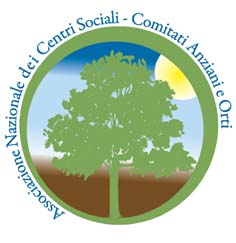 Associazione Nazionale dei Centri Sociali - Comitati Anziani e Orti